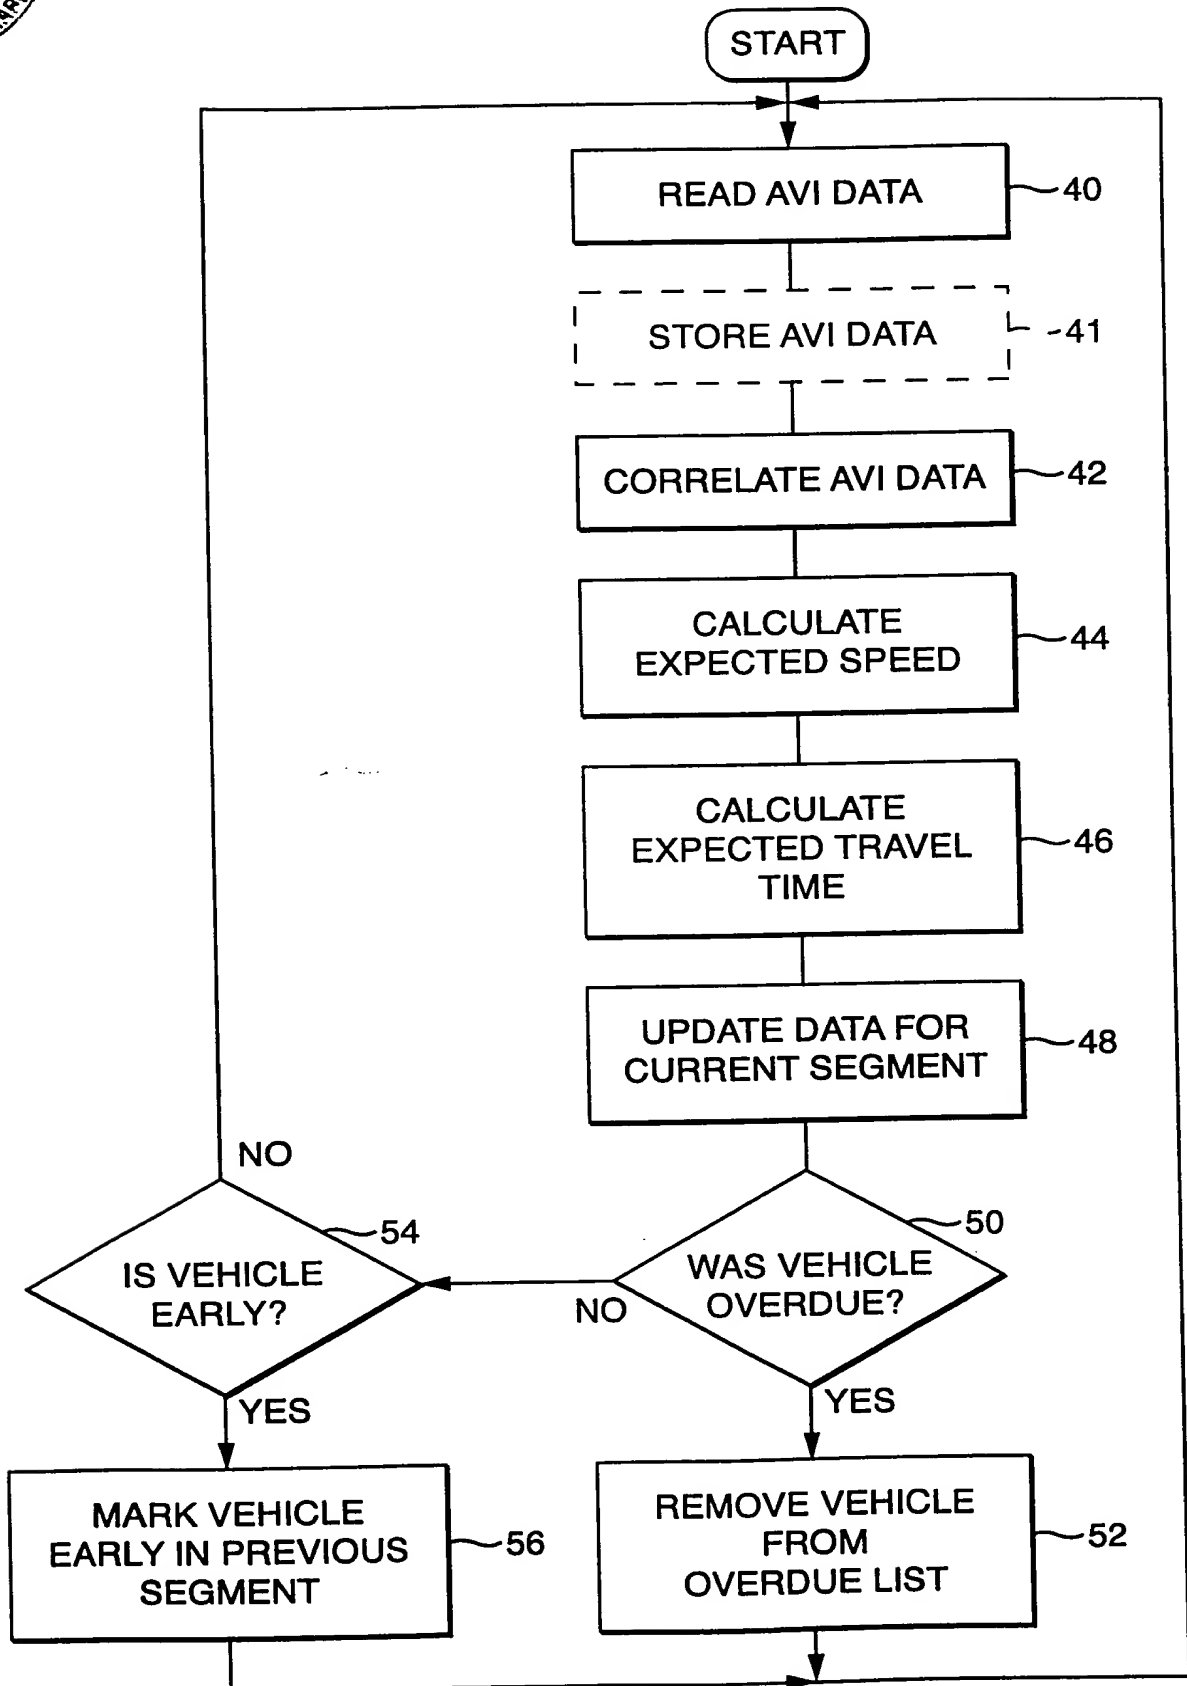 START
READ AVI DATA
40
STORE AVI DATA
41
CORRELATE AVI DATA
42
CALCULATE
EXPECTED SPEED
44
CALCULATE
EXPECTED TRAVEL
TIME
46
UPDATE DATA FOR
CURRENT SEGMENT
48
NO
54
IS VEHICLE
EARLY?
50
WAS VEHICLE
OVERDUE?
NO
YES
YES
MARK VEHICLE
EARLY IN PREVIOUS
SEGMENT
56
REMOVE VEHICLE
FROM
OVERDUE LIST
52